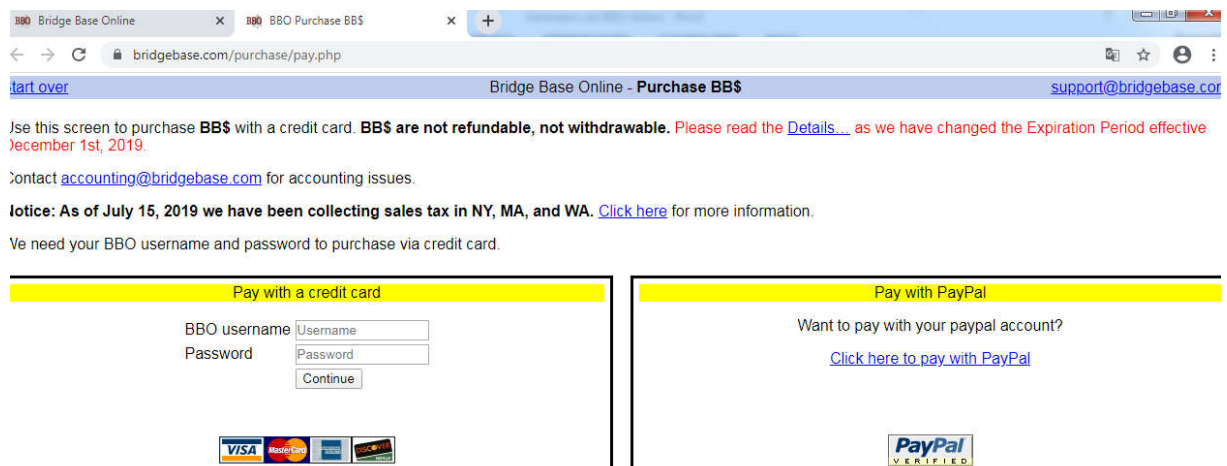 BBO Bridge Base Online
BBO BBO Purchase BB$
bridgebase.com/purchase/pay.php
tart over
Bridge Base Online - Purchase BB$
support@bridgebase.cor
Jse this screen to purchase BB$ with a credit card. BB$ are not refundable, not withdrawable. Please read the Details... as we have changed the Expiration Period effective
December 1st, 2019.
Contact accounting@bridgebase.com for accounting issues.
Notice: As of July 15, 2019 we have been collecting sales tax in NY, MA, and WA. Click here for more information.
We need your BBO username and password to purchase via credit card.
Pay with a credit card
BBO username Username
Password Password
Continue
VISA MasterCard DISCOVER
Pay with PayPal
Want to pay with your paypal account?
Click here to pay with PayPal
PayPal
VERIFIED